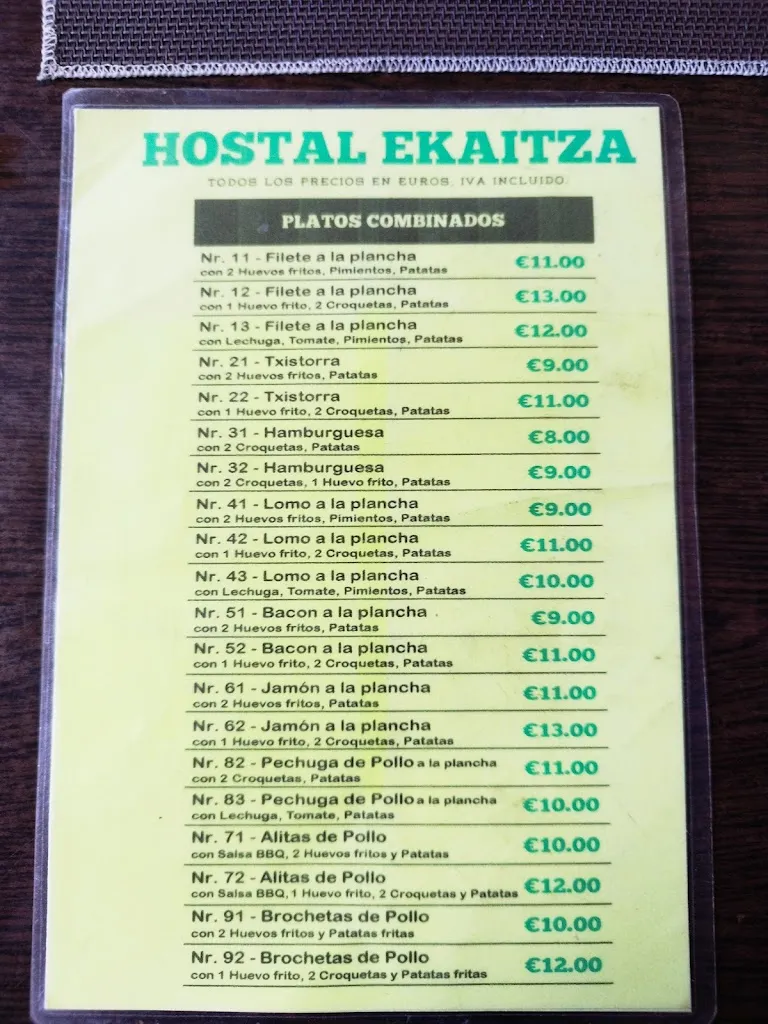 HOSTAL EKAITZA
TODOS LOS PRECIOS EN EUROS. IVA INCLUIDO.
PLATOS COMBINADOS
Nr. 11 - Filete a la plancha €11.00
con 2 Huevos fritos, Pimientos, Patatas
Nr. 12 - Filete a la plancha €13.00
con 1 Huevo frito, 2 Croquetas, Patatas
Nr. 13 - Filete a la plancha €12.00
con Lechuga, Tomate, Pimientos, Patatas
Nr. 21 - Txistorra €9.00
con 2 Huevos fritos, Patatas
Nr. 22 - Txistorra €11.00
con 1 Huevo frito, 2 Croquetas, Patatas
Nr. 31 - Hamburguesa €8.00
con 2 Croquetas, Patatas
Nr. 32 - Hamburguesa €9.00
con 2 Croquetas, 1 Huevo frito, Patatas
Nr. 41 - Lomo a la plancha €9.00
con 2 Huevos fritos, Pimientos, Patatas
Nr. 42 - Lomo a la plancha €11.00
con 1 Huevo frito, 2 Croquetas, Patatas
Nr. 43 - Lomo a la plancha €10.00
con Lechuga, Tomate, Pimientos, Patatas
Nr. 51 - Bacon a la plancha €9.00
con 2 Huevos fritos, Patatas
Nr. 52 - Bacon a la plancha €11.00
con 1 Huevo frito, 2 Croquetas, Patatas
Nr. 61 - Jamón a la plancha €11.00
con 2 Huevos fritos, Patatas
Nr. 62 - Jamón a la plancha €13.00
con 1 Huevo frito, 2 Croquetas, Patatas
Nr. 82 - Pechuga de Pollo a la plancha €11.00
con 2 Croquetas, Patatas
Nr. 83 - Pechuga de Pollo a la plancha €10.00
con Lechuga, Tomate, Patatas
Nr. 71 - Alitas de Pollo €10.00
con Salsa BBQ, 2 Huevos fritos y Patatas
Nr. 72 - Alitas de Pollo €12.00
con Salsa BBQ, 1 Huevo frito, 2 Croquetas y Patatas
Nr. 91 - Brochetas de Pollo €10.00
con 2 Huevos fritos y Patatas fritas
Nr. 92 - Brochetas de Pollo €12.00
con 1 Huevo frito, 2 Croquetas y Patatas fritas